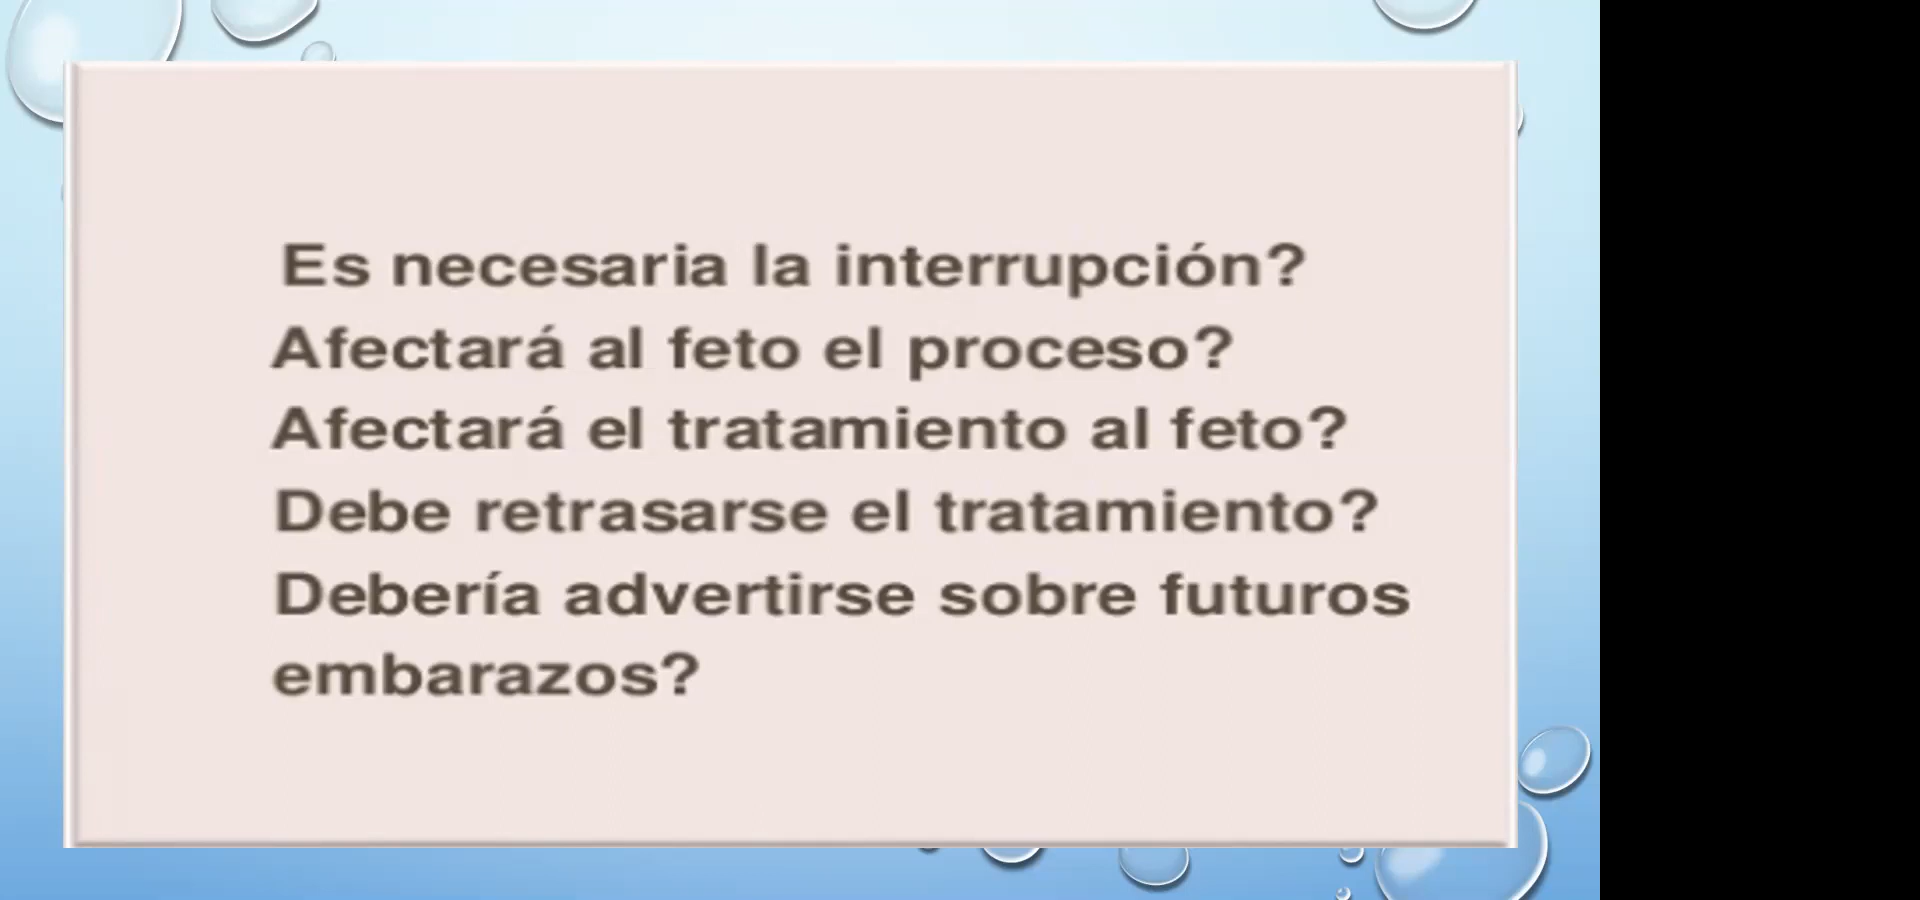 Es necesaria la interrupción?
Afectará al feto el proceso?
Afectará el tratamiento al feto?
Debe retrasarse el tratamiento?
Debería advertirse sobre futuros
embarazos?